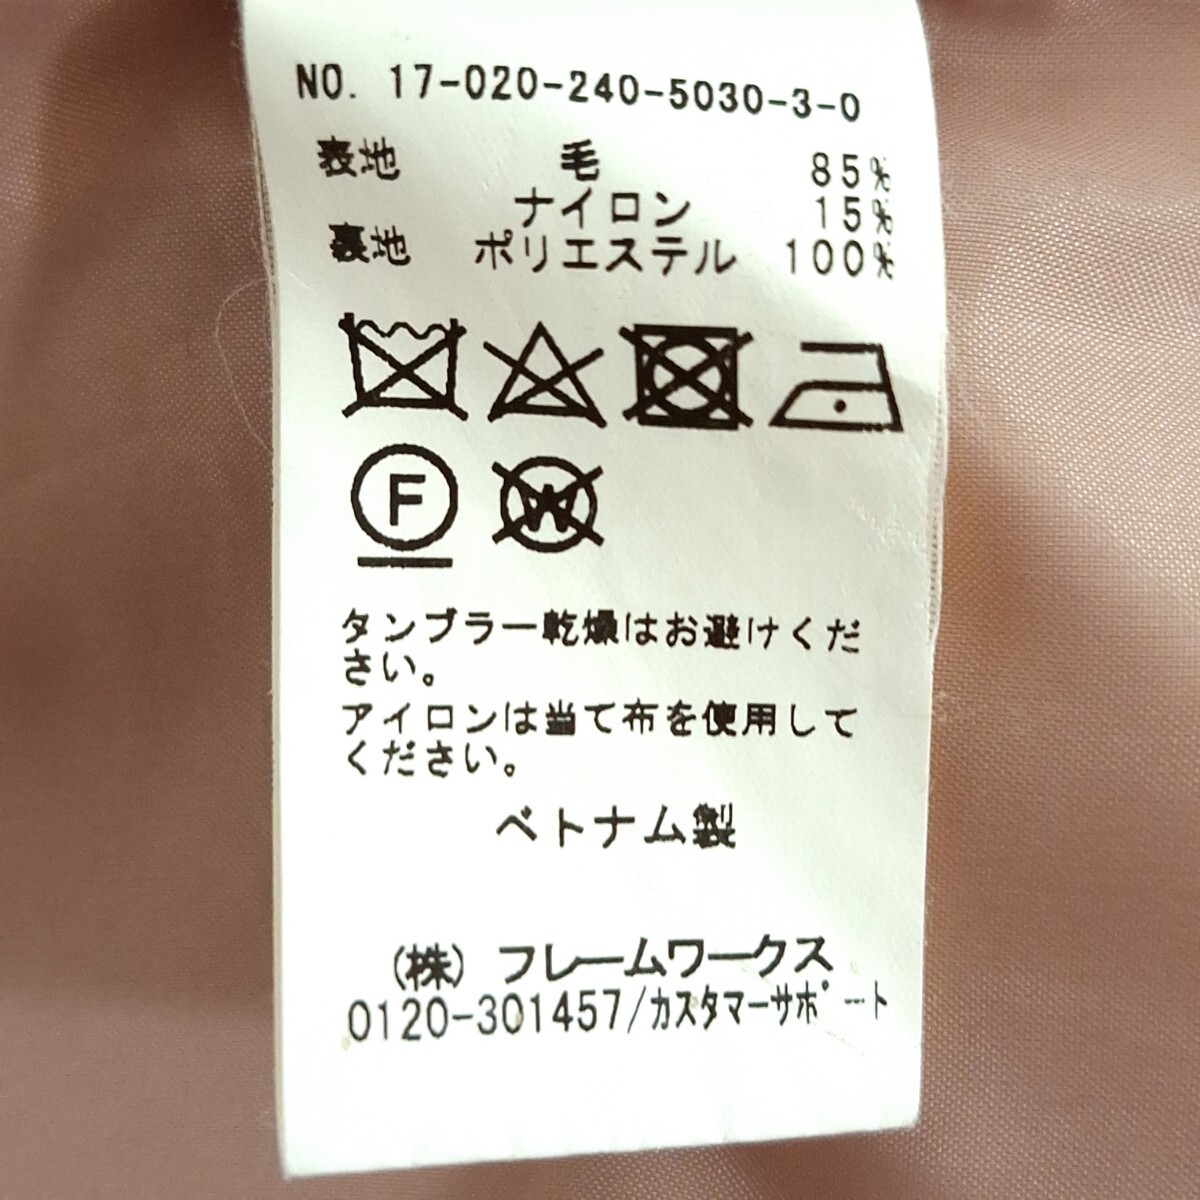 NO. 17-020-240-5030-3-0
表地 毛 85%
ナイロン 15%
裏地 ポリエステル 100%
F W
タンブラー乾燥はお避けくだ
さい。
アイロンは当て布を使用して
ください。
ベトナム製
(株) フレームワークス
0120-301457/ｶｽﾀﾏｰｻﾎﾟｰﾄ